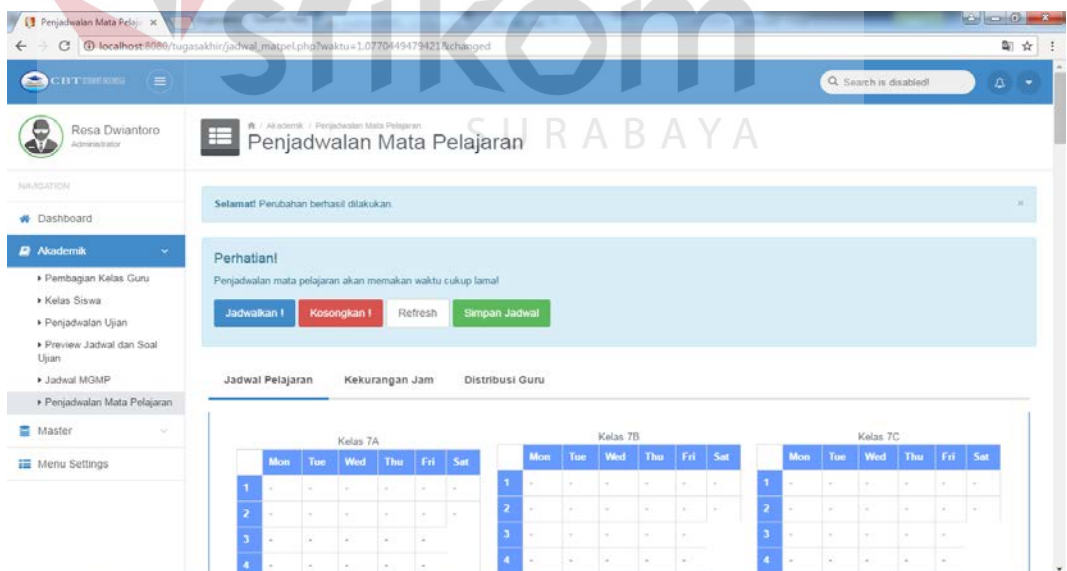 Penjadwalan Mata Pelaja
localhost:8080/tugasakhir/jadwal_matpel.php?waktu=1.0770449479421&changed
stikom
SURABAYA
CBT
Search is disabled!
Resa Dwiantoro
Administrator
/ Akademik / Penjadwalan Mata Pelajaran
Penjadwalan Mata Pelajaran
NAVIGATION
Dashboard
Akademik
Pembagian Kelas Guru
Kelas Siswa
Penjadwalan Ujian
Preview Jadwal dan Soal
Ujian
Jadwal MGMP
Penjadwalan Mata Pelajaran
Master
Menu Settings
Selamat! Perubahan berhasil dilakukan.
Perhatian!
Penjadwalan mata pelajaran akan memakan waktu cukup lama!
Jadwalkan ! Kosongkan ! Refresh Simpan Jadwal
Jadwal Pelajaran Kekurangan Jam Distribusi Guru
Kelas 7A
Mon Tue Wed Thu Fri Sat
1 - - - - - -
2 - - - - - -
3 - - - - -
4 - - - - -
Kelas 7B
Mon Tue Wed Thu Fri Sat
1 - - - - - -
2 - - - - - -
3 - - - - -
4 - - - - -
Kelas 7C
Mon Tue Wed Thu Fri Sat
1 - - - - - -
2 - - - - - -
3 - - - - -
4 - - - - -